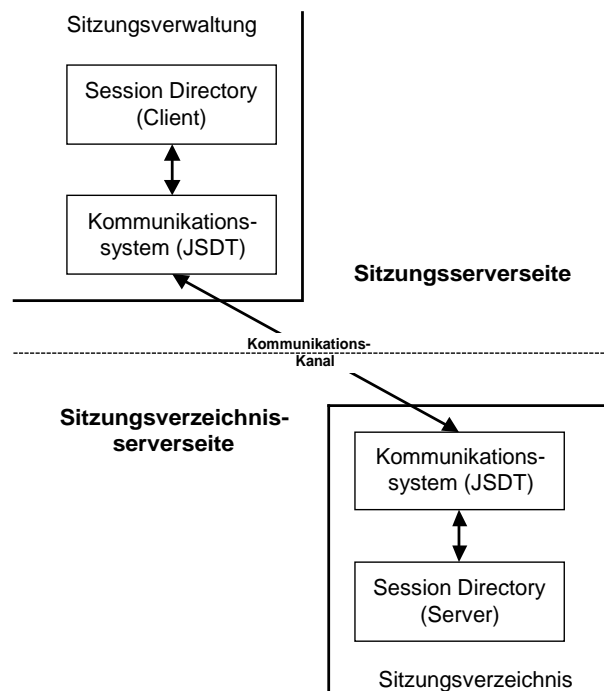 Sitzungsverwaltung
Session Directory
(Client)
Kommunikations-
system (JSDT)
Sitzungsserverseite
Kommunikations-
Kanal
Sitzungsverzeichnis-
serverseite
Kommunikations-
system (JSDT)
Session Directory
(Server)
Sitzungsverzeichnis